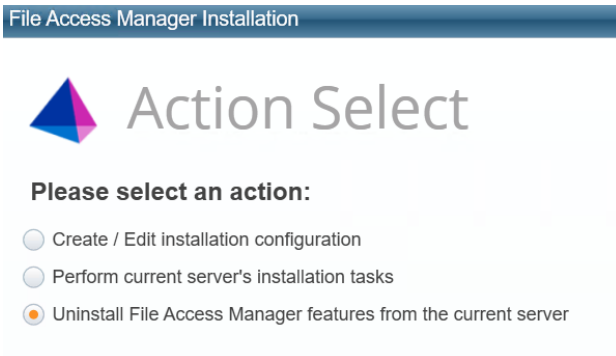 File Access Manager Installation
Action Select
Please select an action:
Create / Edit installation configuration
Perform current server's installation tasks
Uninstall File Access Manager features from the current server